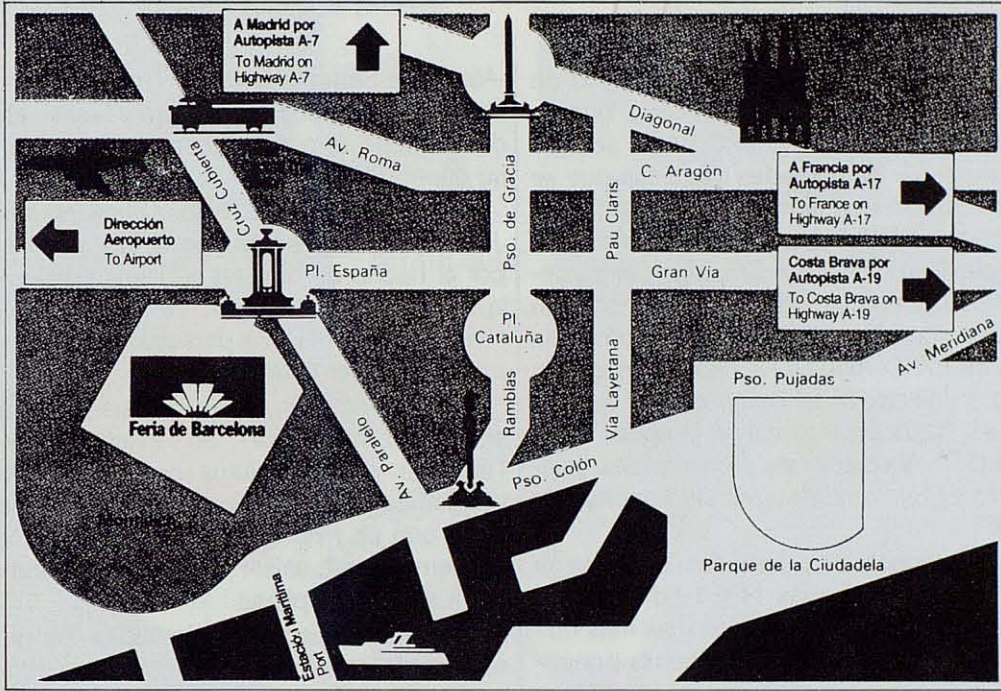 A Madrid por
Autopista A-7
To Madrid on
Highway A-7
Diagonal
Av. Roma
C. Aragón
Cruz Cubierta
Pso. de Gracia
Pau Claris
A Francia por
Autopista A-17
To France on
Highway A-17
Dirección
Aeropuerto
To Airport
Pl. España
Gran Via
Costa Brava por
Autopista A-19
To Costa Brava on
Highway A-19
Pl.
Cataluña
Av. Meridiana
Pso. Pujadas
Feria de Barcelona
Av. Paralelo
Ramblas
Via Layetana
Pso. Colón
Parque de la Ciudadela
Port